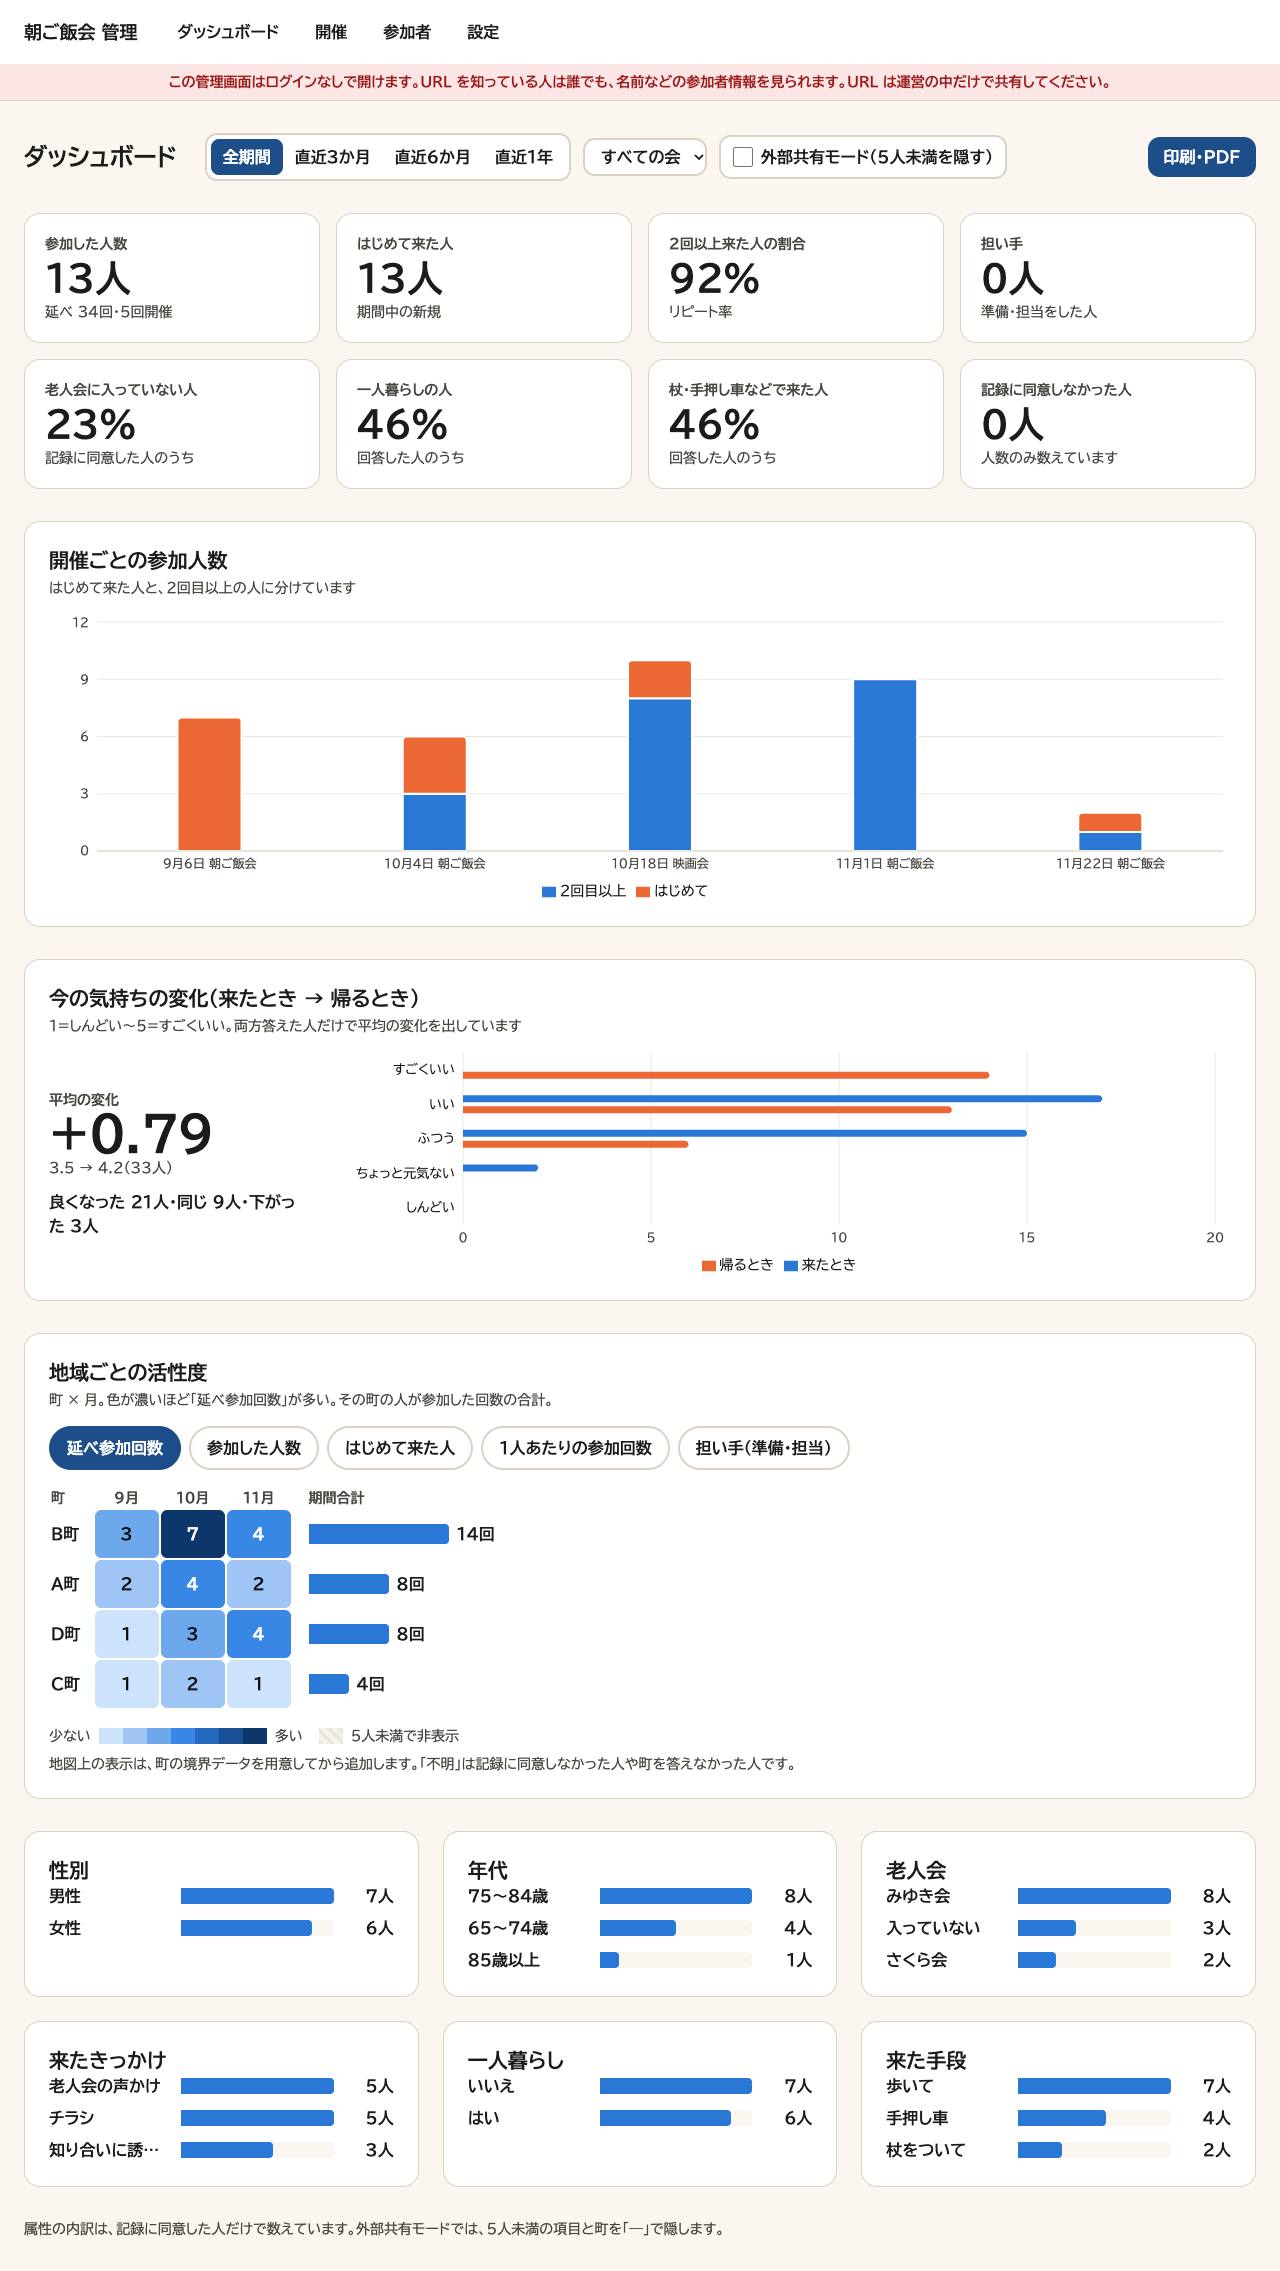 朝ご飯会 管理 ダッシュボード 開催 参加者 設定
この管理画面はログインなしで開けます。URL を知っている人は誰でも、名前などの参加者情報を見られます。URL は運営の中だけで共有してください。
ダッシュボード 全期間 直近3か月 直近6か月 直近1年 すべての会 外部共有モード(5人未満を隠す) 印刷・PDF
参加した人数
13人
延べ 34回・5回開催
はじめて来た人
13人
期間中の新規
2回以上来た人の割合
92%
リピート率
担い手
0人
準備・担当をした人
老人会に入っていない人
23%
記録に同意した人のうち
一人暮らしの人
46%
回答した人のうち
杖・手押し車などで来た人
46%
回答した人のうち
記録に同意しなかった人
0人
人数のみ数えています
開催ごとの参加人数
はじめて来た人と、2回目以上の人に分けています
12
9
6
3
0
9月6日 朝ご飯会 10月4日 朝ご飯会 10月18日 映画会 11月1日 朝ご飯会 11月22日 朝ご飯会
2回目以上 はじめて
今の気持ちの変化(来たとき → 帰るとき)
1=しんどい〜5=すごくいい。両方答えた人だけで平均の変化を出しています
平均の変化
+0.79
3.5 → 4.2(33人)
良くなった 21人・同じ 9人・下がっ
た 3人
すごくいい
いい
ふつう
ちょっと元気ない
しんどい
0 5 10 15 20
帰るとき 来たとき
地域ごとの活性度
町 × 月。色が濃いほど「延べ参加回数」が多い。その町の人が参加した回数の合計。
延べ参加回数 参加した人数 はじめて来た人 1人あたりの参加回数 担い手(準備・担当)
町 9月 10月 11月 期間合計
B町 3 7 4 14回
A町 2 4 2 8回
D町 1 3 4 8回
C町 1 2 1 4回
少ない 多い 5人未満で非表示
地図上の表示は、町の境界データを用意してから追加します。「不明」は記録に同意しなかった人や町を答えなかった人です。
性別
男性 7人
女性 6人
年代
75〜84歳 8人
65〜74歳 4人
85歳以上 1人
老人会
みゆき会 8人
入っていない 3人
さくら会 2人
来たきっかけ
老人会の声かけ 5人
チラシ 5人
知り合いに誘… 3人
一人暮らし
いいえ 7人
はい 6人
来た手段
歩いて 7人
手押し車 4人
杖をついて 2人
属性の内訳は、記録に同意した人だけで数えています。外部共有モードでは、5人未満の項目と町を「—」で隠します。